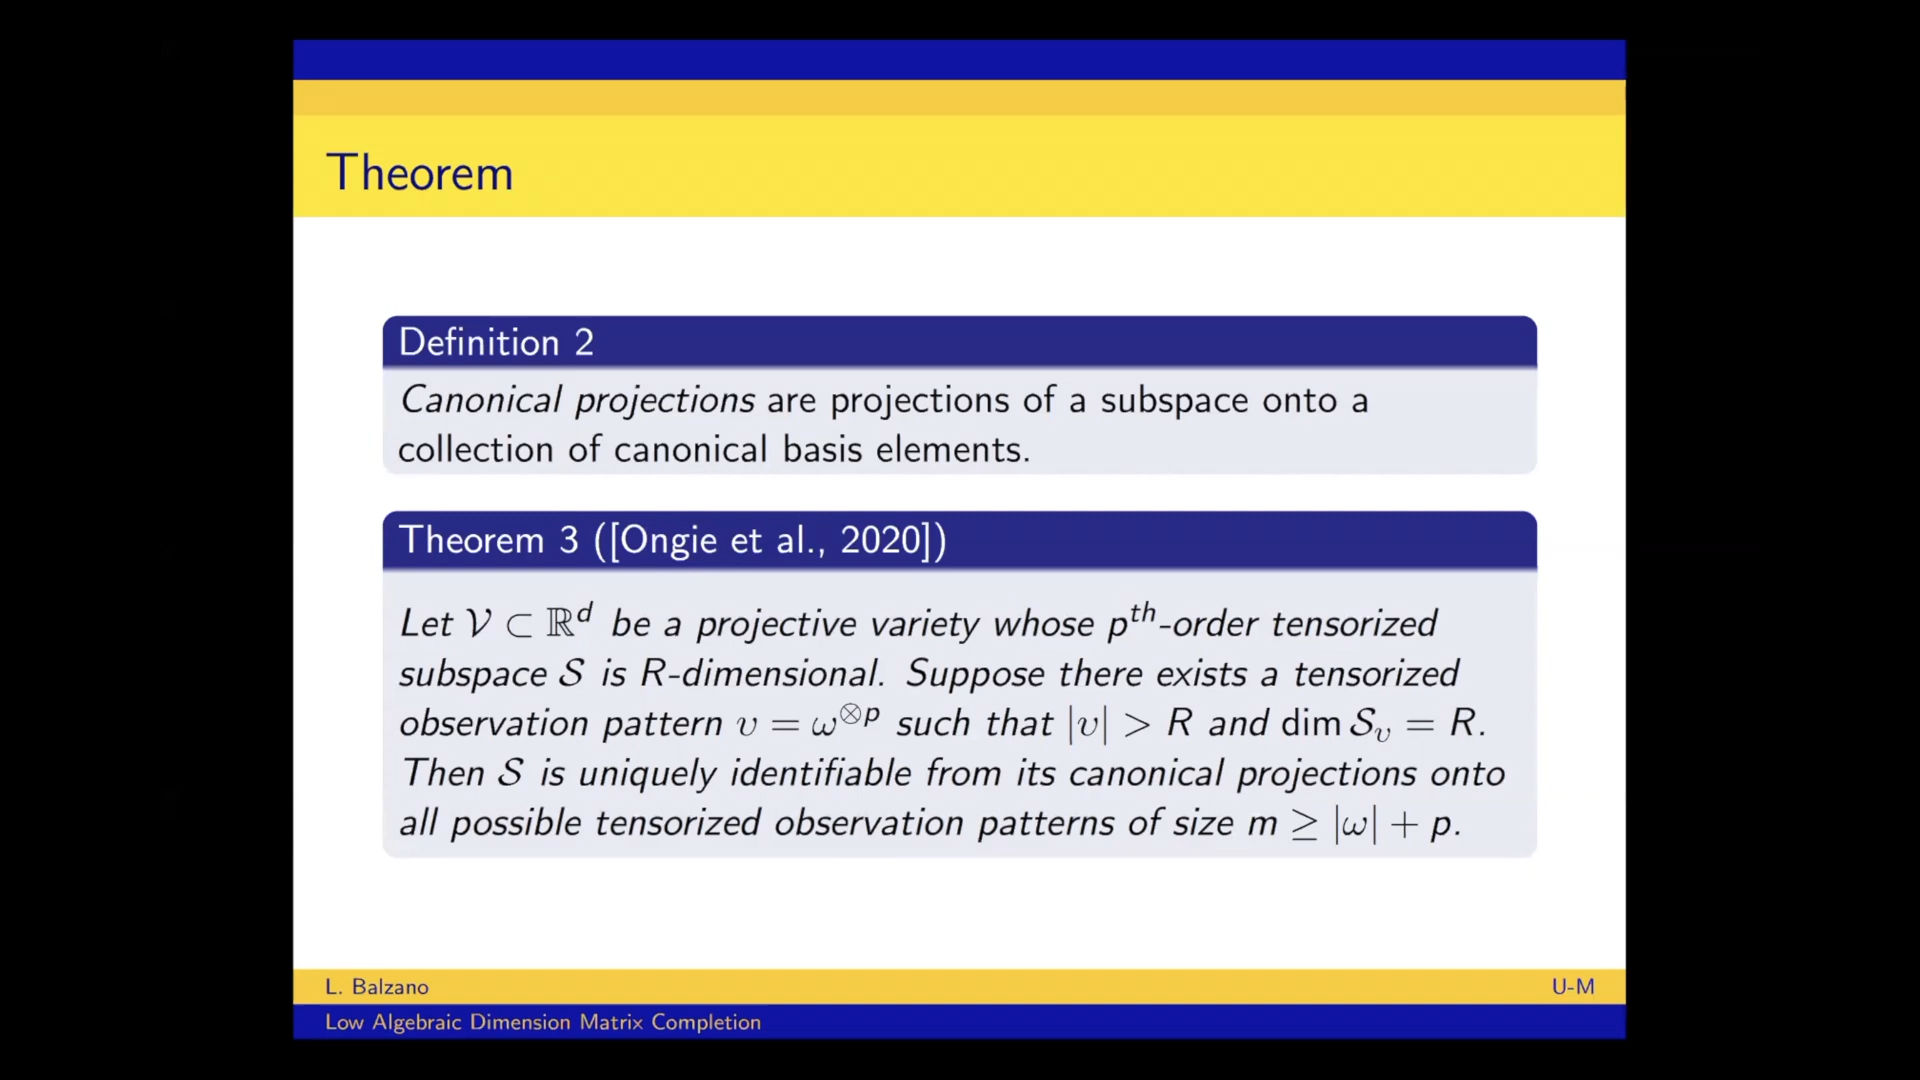 Theorem
Definition 2
Canonical projections are projections of a subspace onto a
collection of canonical basis elements.
Theorem 3 ([Ongie et al., 2020])
Let 𝒱 ⊂ ℝᵈ be a projective variety whose pᵗʰ-order tensorized
subspace 𝒮 is R-dimensional. Suppose there exists a tensorized
observation pattern υ = ω^⊗p such that |υ| > R and dim 𝒮_υ = R.
Then 𝒮 is uniquely identifiable from its canonical projections onto
all possible tensorized observation patterns of size m ≥ |ω| + p.
L. Balzano U-M
Low Algebraic Dimension Matrix Completion